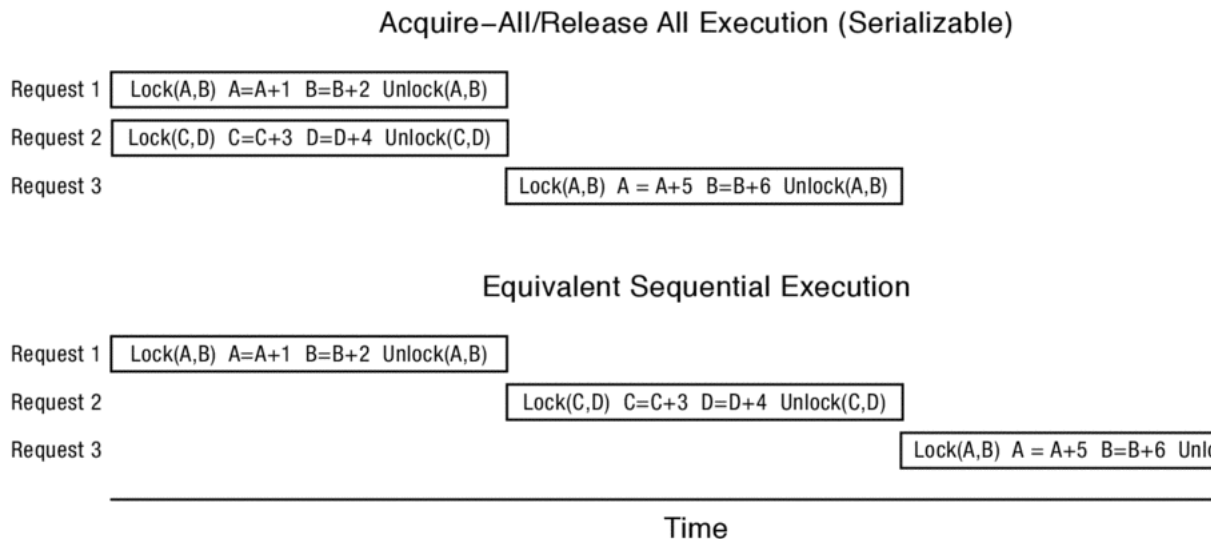 Acquire–All/Release All Execution (Serializable)
Request 1 Lock(A,B) A=A+1 B=B+2 Unlock(A,B)
Request 2 Lock(C,D) C=C+3 D=D+4 Unlock(C,D)
Request 3 Lock(A,B) A = A+5 B=B+6 Unlock(A,B)
Equivalent Sequential Execution
Request 1 Lock(A,B) A=A+1 B=B+2 Unlock(A,B)
Request 2 Lock(C,D) C=C+3 D=D+4 Unlock(C,D)
Request 3 Lock(A,B) A = A+5 B=B+6
Time